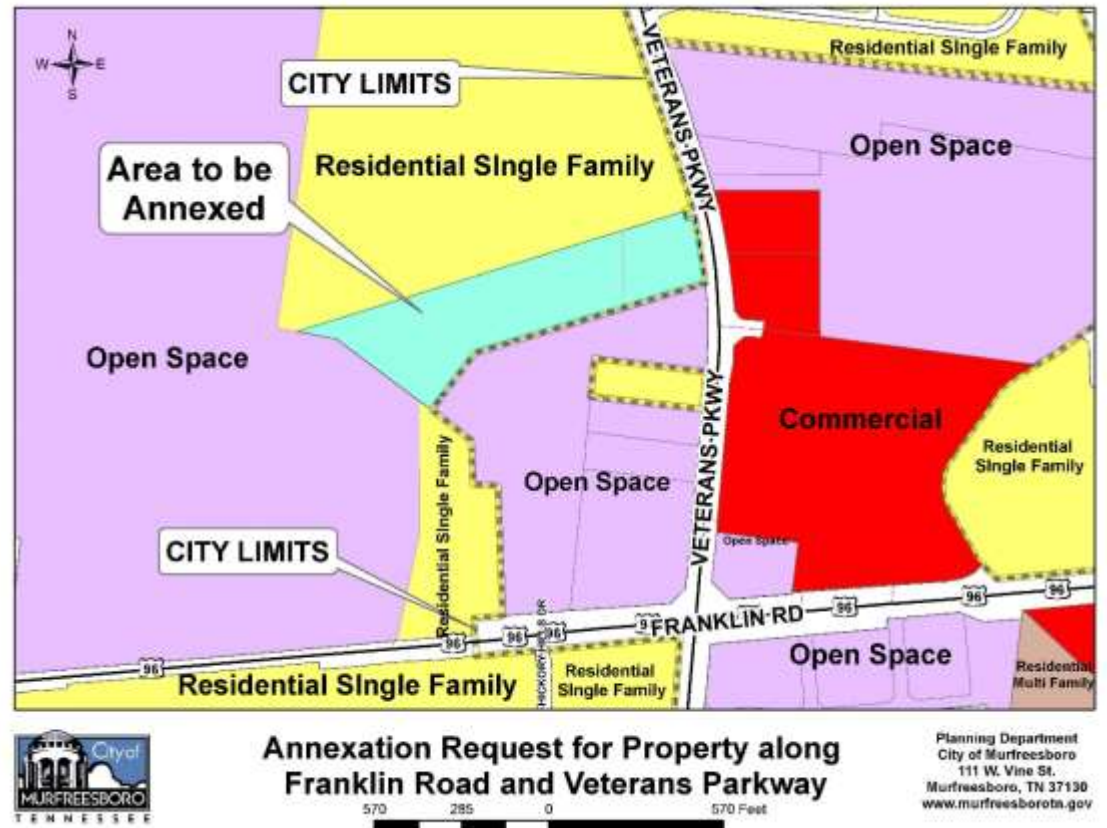 N
W E
S
CITY LIMITS
VETERANS PKWY
Residential SIngle Family
Area to be
Annexed
Residential SIngle Family
Open Space
Open Space
Commercial
Residential
SIngle Family
VETERANS PKWY
Open Space
Residential SIngle Family
CITY LIMITS
Open Space
96
96
96
96
96
96
FRANKLIN RD
96
96
Residential SIngle Family
HICKORY HILLS DR
Residential
SIngle Family
Open Space
Residential
Multi Family
City of
MURFREESBORO
TENNESSEE
Annexation Request for Property along
Franklin Road and Veterans Parkway
570 285 0 570 Feet
Planning Department
City of Murfreesboro
111 W. Vine St.
Murfreesboro, TN 37130
www.murfreesborotn.gov